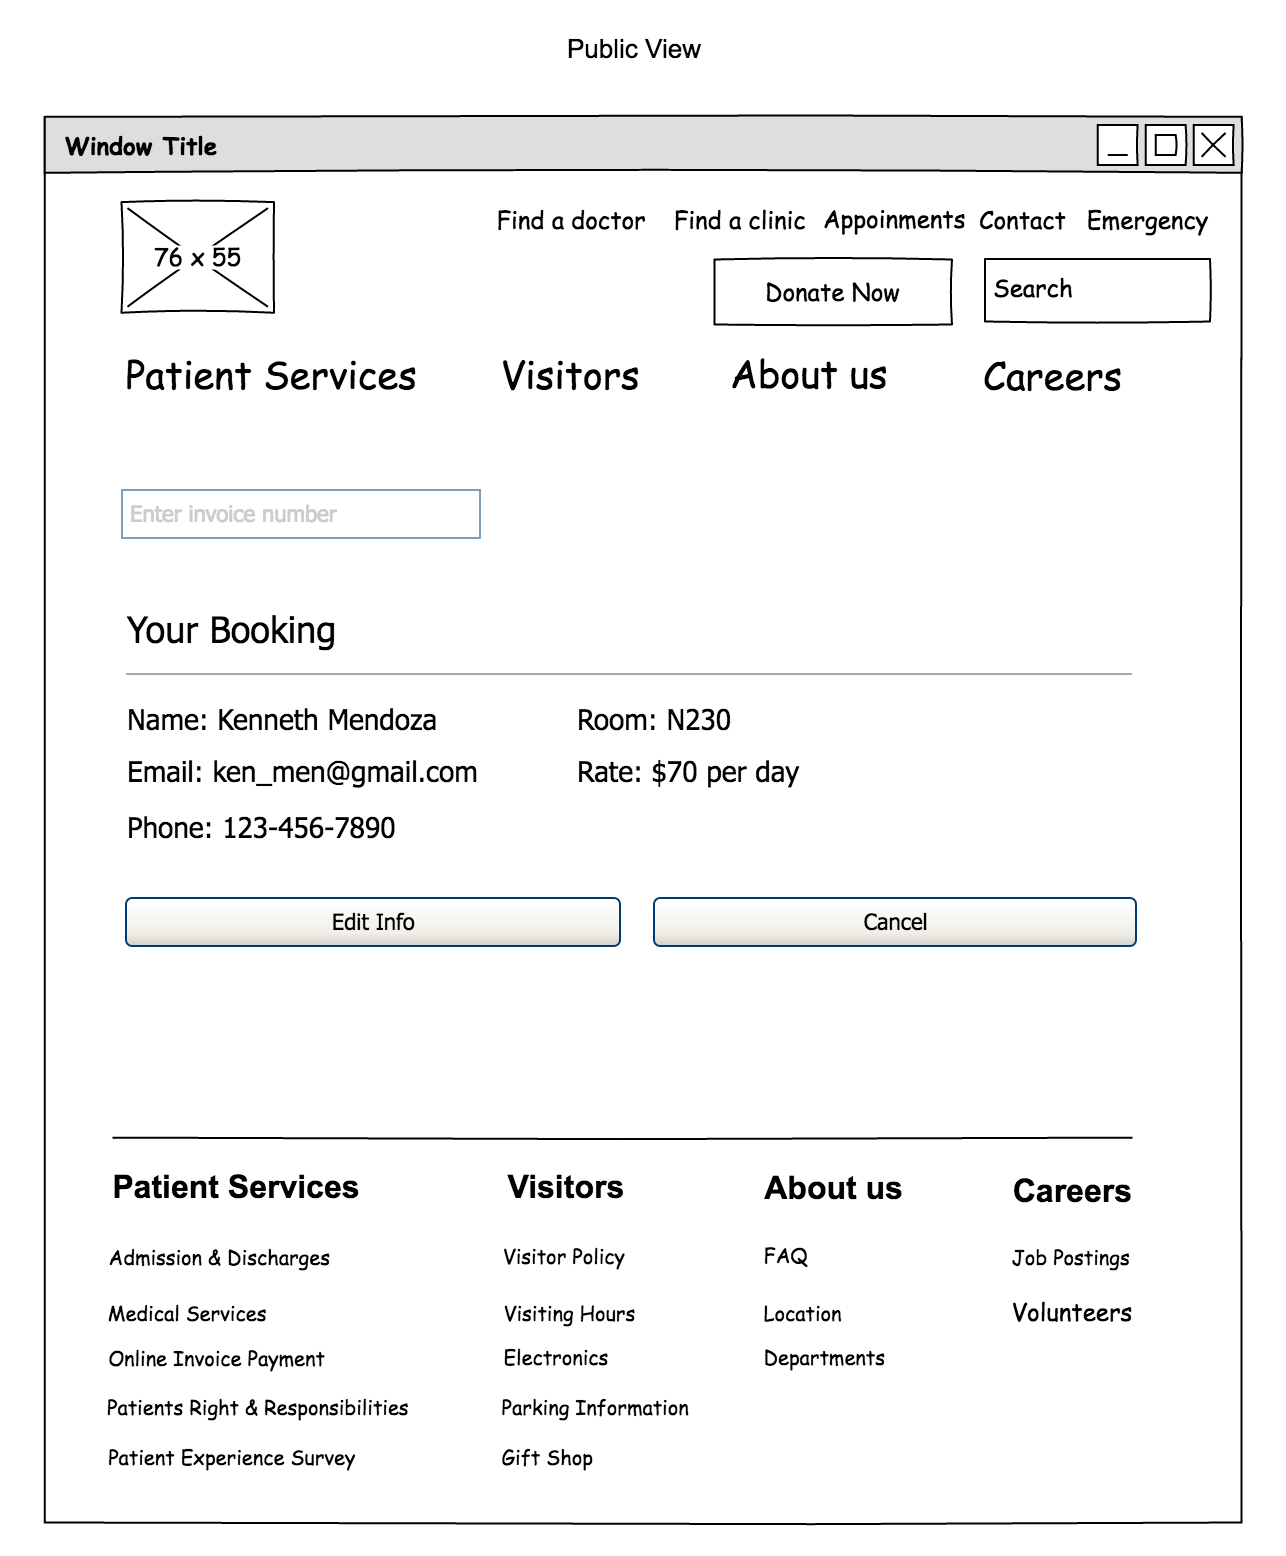 Public View
Window Title
76 x 55
Find a doctor Find a clinic Appoinments Contact Emergency
Donate Now Search
Patient Services Visitors About us Careers
Enter invoice number
Your Booking
Name: Kenneth Mendoza Room: N230
Email: ken_men@gmail.com Rate: $70 per day
Phone: 123-456-7890
Edit Info Cancel
Patient Services Visitors About us Careers
Admission & Discharges Visitor Policy FAQ Job Postings
Medical Services Visiting Hours Location Volunteers
Online Invoice Payment Electronics Departments
Patients Right & Responsibilities Parking Information
Patient Experience Survey Gift Shop